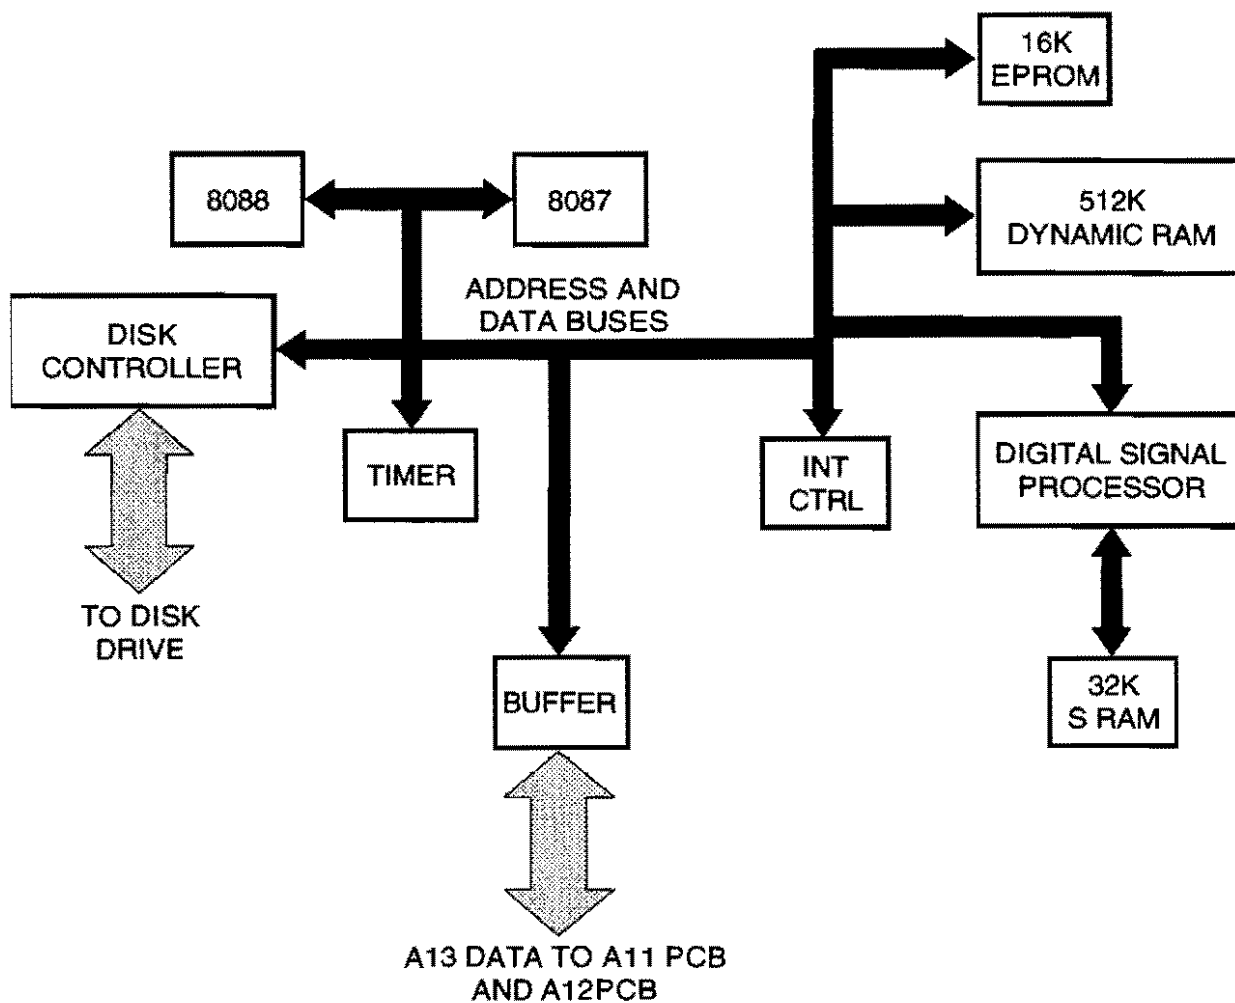 16K
EPROM
8088
8087
512K
DYNAMIC RAM
ADDRESS AND
DATA BUSES
DISK
CONTROLLER
TIMER
INT
CTRL
DIGITAL SIGNAL
PROCESSOR
TO DISK
DRIVE
BUFFER
32K
S RAM
A13 DATA TO A11 PCB
AND A12PCB